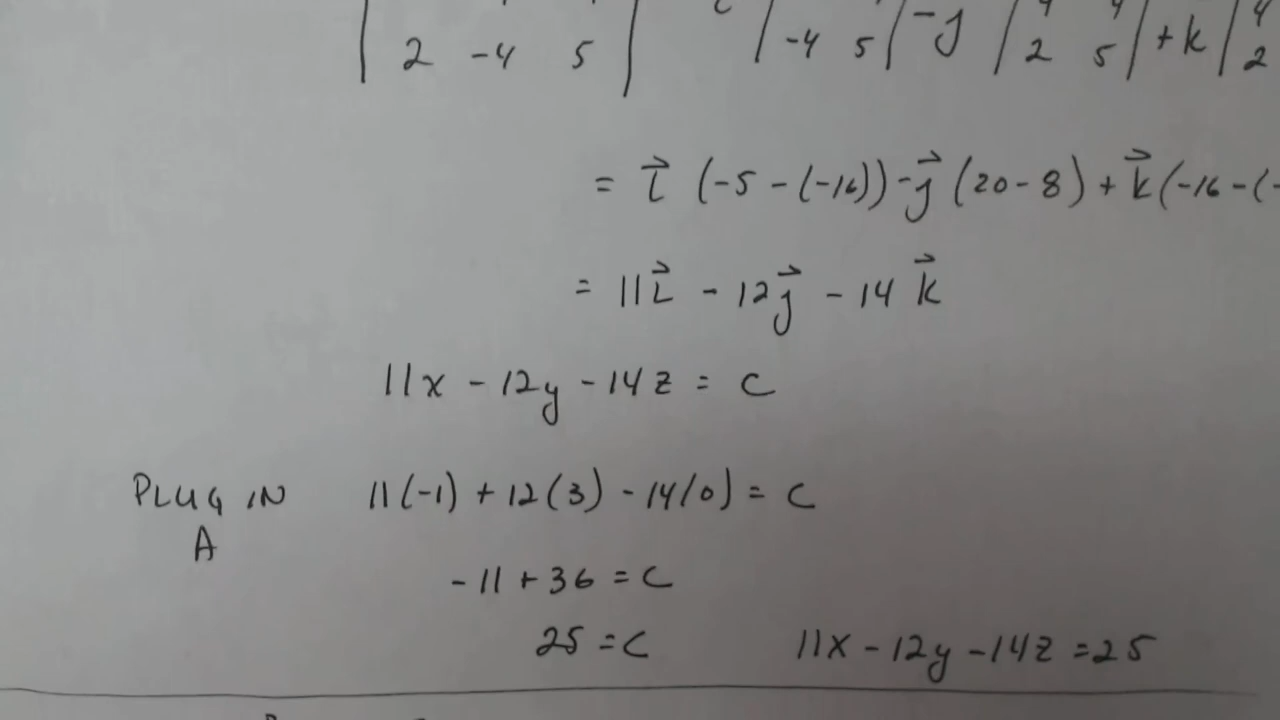 | 2 -4 5 | | -4 5 | -j | 2 5 | + k | 2
= i⃗ (-5 - (-16)) - j⃗ (20 - 8) + k⃗ (-16 - (-
= 11i⃗ - 12j⃗ - 14k⃗
11x - 12y - 14z = C
PLUG IN 11(-1) + 12(3) - 14(0) = C
A
-11 + 36 = C
25 = C 11x - 12y - 14z = 25